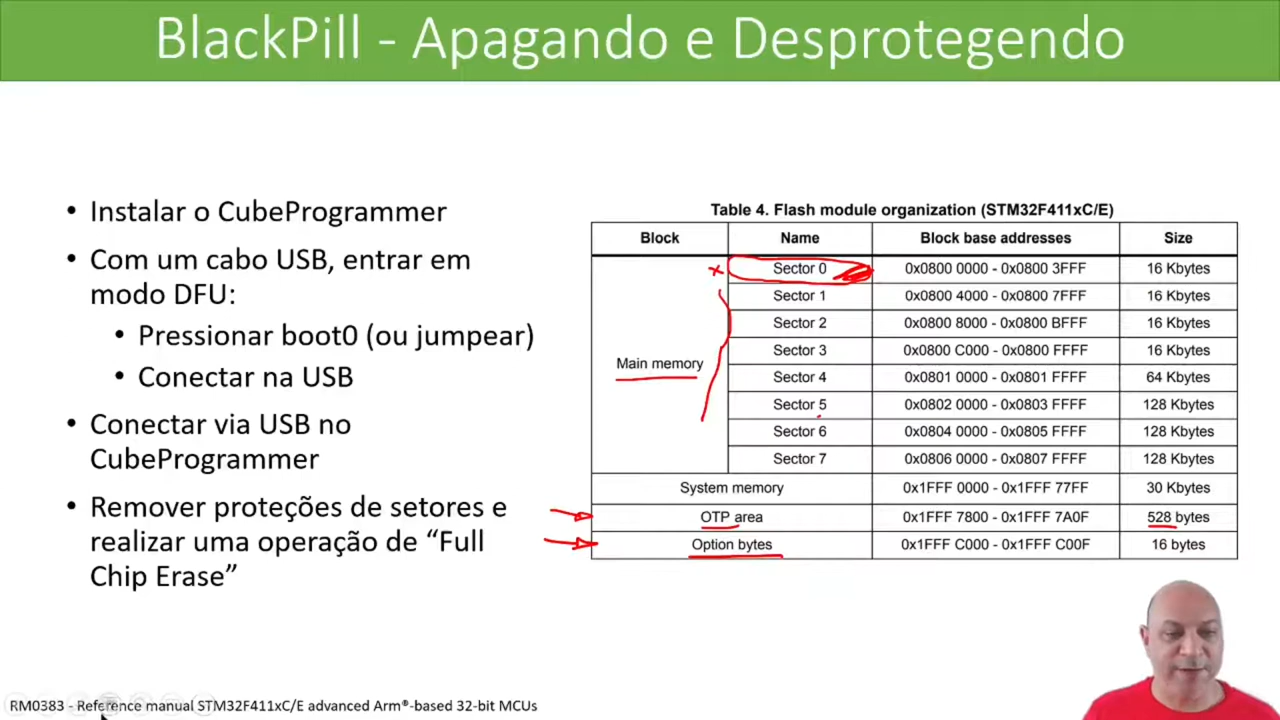 BlackPill - Apagando e Desprotegendo
• Instalar o CubeProgrammer
• Com um cabo USB, entrar em
modo DFU:
• Pressionar boot0 (ou jumpear)
• Conectar na USB
• Conectar via USB no
CubeProgrammer
• Remover proteções de setores e
realizar uma operação de “Full
Chip Erase”
Table 4. Flash module organization (STM32F411xC/E)
Block Name Block base addresses Size
Main memory
Sector 0 0x0800 0000 - 0x0800 3FFF 16 Kbytes
Sector 1 0x0800 4000 - 0x0800 7FFF 16 Kbytes
Sector 2 0x0800 8000 - 0x0800 BFFF 16 Kbytes
Sector 3 0x0800 C000 - 0x0800 FFFF 16 Kbytes
Sector 4 0x0801 0000 - 0x0801 FFFF 64 Kbytes
Sector 5 0x0802 0000 - 0x0803 FFFF 128 Kbytes
Sector 6 0x0804 0000 - 0x0805 FFFF 128 Kbytes
Sector 7 0x0806 0000 - 0x0807 FFFF 128 Kbytes
System memory 0x1FFF 0000 - 0x1FFF 77FF 30 Kbytes
OTP area 0x1FFF 7800 - 0x1FFF 7A0F 528 bytes
Option bytes 0x1FFF C000 - 0x1FFF C00F 16 bytes
RM0383 - Reference manual STM32F411xC/E advanced Arm®-based 32-bit MCUs